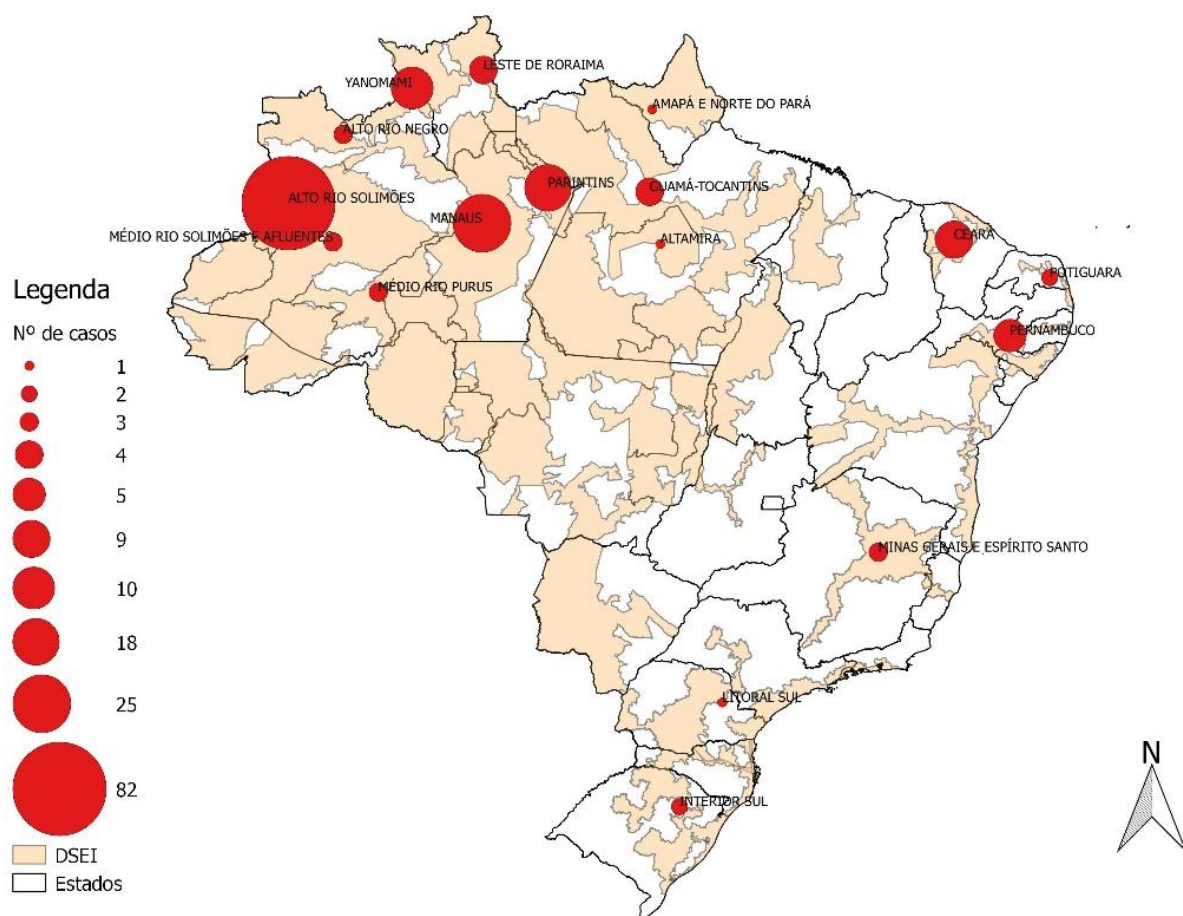 LESTE DE RORAIMA
YANOMAMI
AMAPÁ E NORTE DO PARÁ
ALTO RIO NEGRO
PARINTINS
GUAMÁ-TOCANTINS
ALTO RIO SOLIMÕES
MANAUS
MÉDIO RIO SOLIMÕES E AFLUENTES
ALTAMIRA
CEARÁ
POTIGUARA
MÉDIO RIO PURUS
PERNAMBUCO
MINAS GERAIS E ESPÍRITO SANTO
LITORAL SUL
INTERIOR SUL
Legenda
Nº de casos
1
2
3
4
5
9
10
18
25
82
DSEI
Estados
N